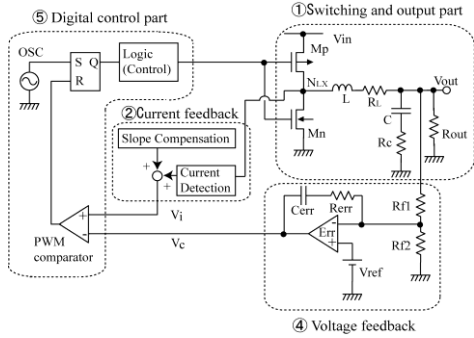 ⑤ Digital control part
①Switching and output part
OSC
S Q
R
Logic
(Control)
Vin
Mp
NLX
Vout
L
RL
C
Rc
Rout
Mn
②Current feedback
Slope Compensation
+
+
Current
Detection
Vi
Vc
+
-
PWM
comparator
Cerr
Rerr
Rf1
Rf2
-
Err
+
Vref
④ Voltage feedback